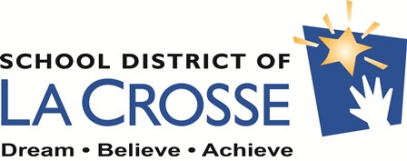 SCHOOL DISTRICT OF
LA CROSSE
Dream • Believe • Achieve